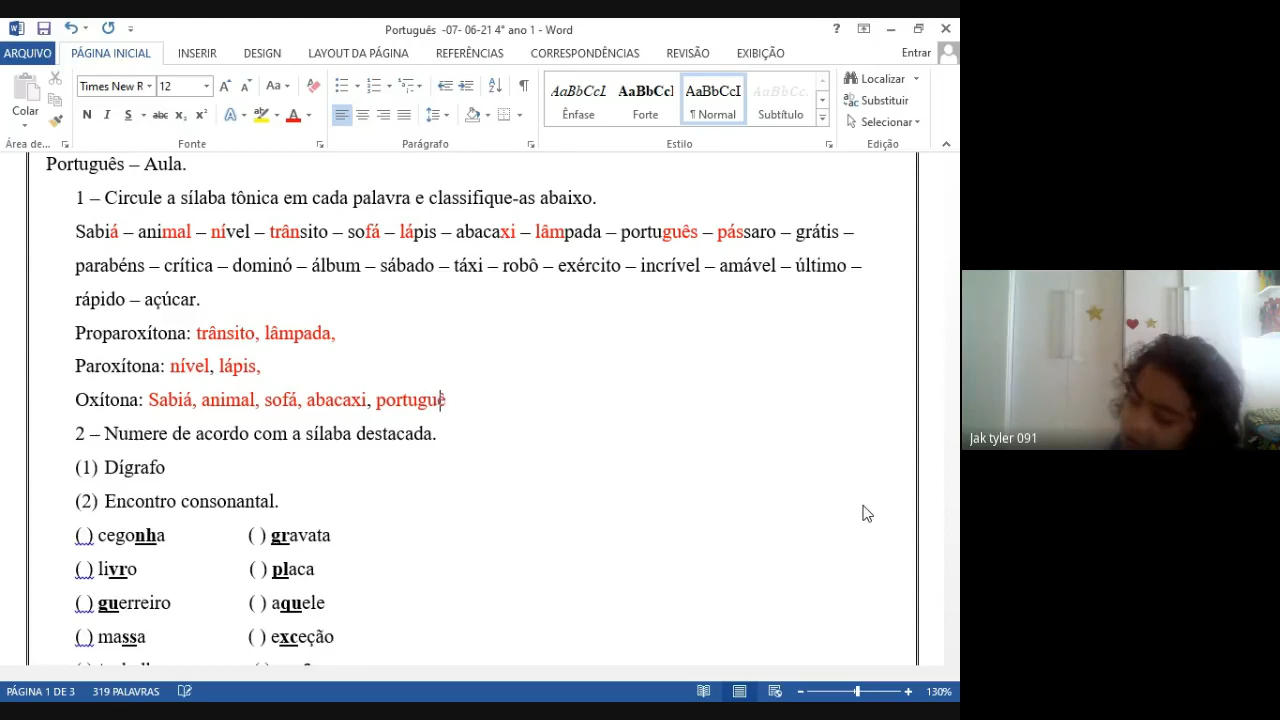 Português -07- 06-21 4° ano 1 - Word
ARQUIVO PÁGINA INICIAL INSERIR DESIGN LAYOUT DA PÁGINA REFERÊNCIAS CORRESPONDÊNCIAS REVISÃO EXIBIÇÃO Entrar
Times New R 12
Colar
Área de... Fonte Parágrafo Estilo Edição
AaBbCcI AaBbCcI AaBbCcI AaBbCc.
Ênfase Forte ¶ Normal Subtítulo
Localizar
Substituir
Selecionar
Português – Aula.
1 – Circule a sílaba tônica em cada palavra e classifique-as abaixo.
Sabiá – animal – nível – trânsito – sofá – lápis – abacaxi – lâmpada – português – pássaro – grátis –
parabéns – crítica – dominó – álbum – sábado – táxi – robô – exército – incrível – amável – último –
rápido – açúcar.
Proparoxítona: trânsito, lâmpada,
Paroxítona: nível, lápis,
Oxítona: Sabiá, animal, sofá, abacaxi, portuguê
2 – Numere de acordo com a sílaba destacada.
(1) Dígrafo
(2) Encontro consonantal.
( ) cegonha ( ) gravata
( ) livro ( ) placa
( ) guerreiro ( ) aquele
( ) massa ( ) exceção
PÁGINA 1 DE 3 319 PALAVRAS 130%
Jak tyler 091